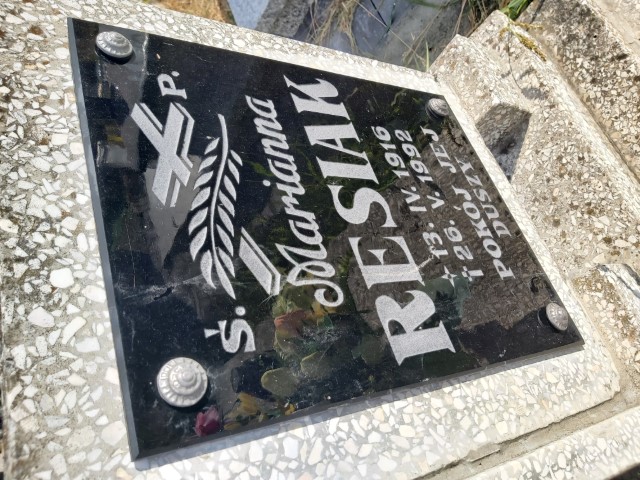 Ś. P.
Marianna
RESIAK
☆ 13. IV. 1916
† 26. V. 1992
POKÓJ JEJ
DUSZY